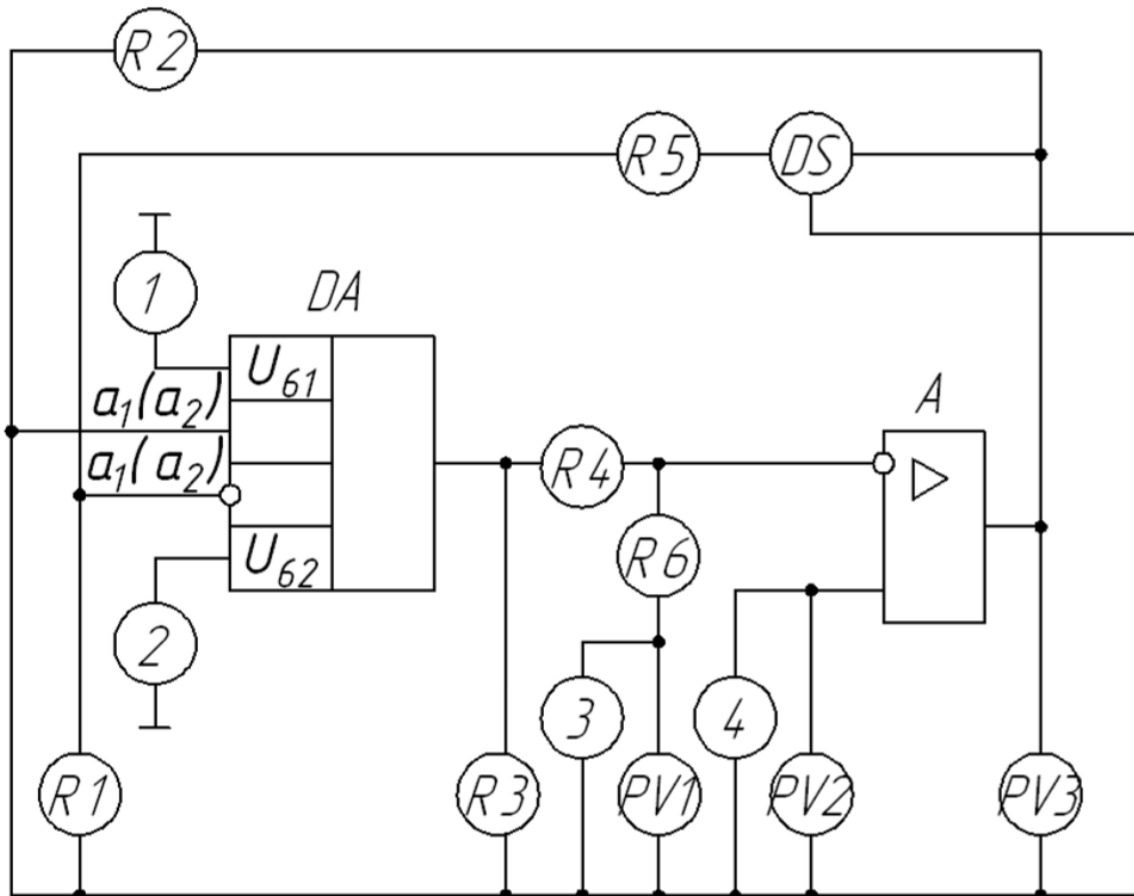 R2
R5 DS
1
DA
U61
a1(a2)
A
a1(a2)
R4
U62
R6
2
3 4
R1 R3 PV1 PV2 PV3